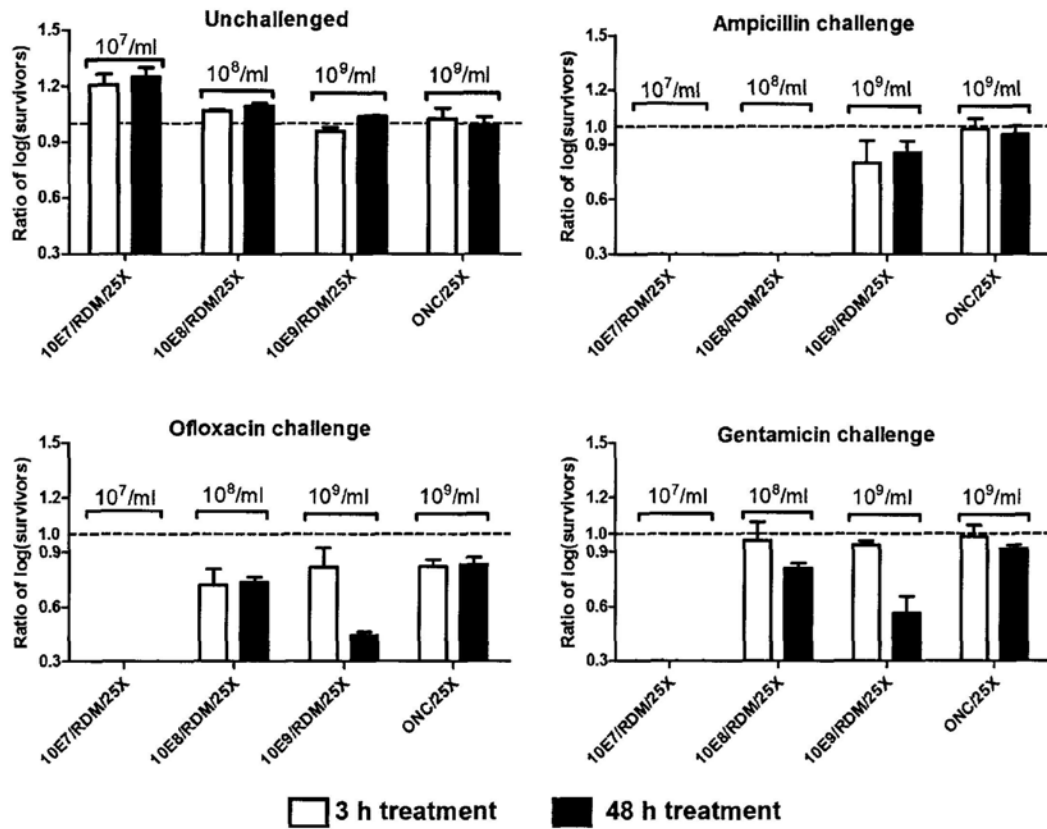 Unchallenged
Ratio of log(survivors)
1.5
1.2
0.9
0.6
0.3
10⁷/ml
10⁸/ml
10⁹/ml
10⁹/ml
10E7/RDM/25X
10E8/RDM/25X
10E9/RDM/25X
ONC/25X
Ampicillin challenge
Ratio of log(survivors)
1.5
1.2
1.0
0.9
0.6
0.3
10⁷/ml
10⁸/ml
10⁹/ml
10⁹/ml
10E7/RDM/25X
10E8/RDM/25X
10E9/RDM/25X
ONC/25X
Ofloxacin challenge
Ratio of log(survivors)
1.5
1.2
1.0
0.9
0.6
0.3
10⁷/ml
10⁸/ml
10⁹/ml
10⁹/ml
10E7/RDM/25X
10E8/RDM/25X
10E9/RDM/25X
ONC/25X
Gentamicin challenge
Ratio of log(survivors)
1.5
1.2
1.0
0.9
0.6
0.3
10⁷/ml
10⁸/ml
10⁹/ml
10⁹/ml
10E7/RDM/25X
10E8/RDM/25X
10E9/RDM/25X
ONC/25X
3 h treatment
48 h treatment